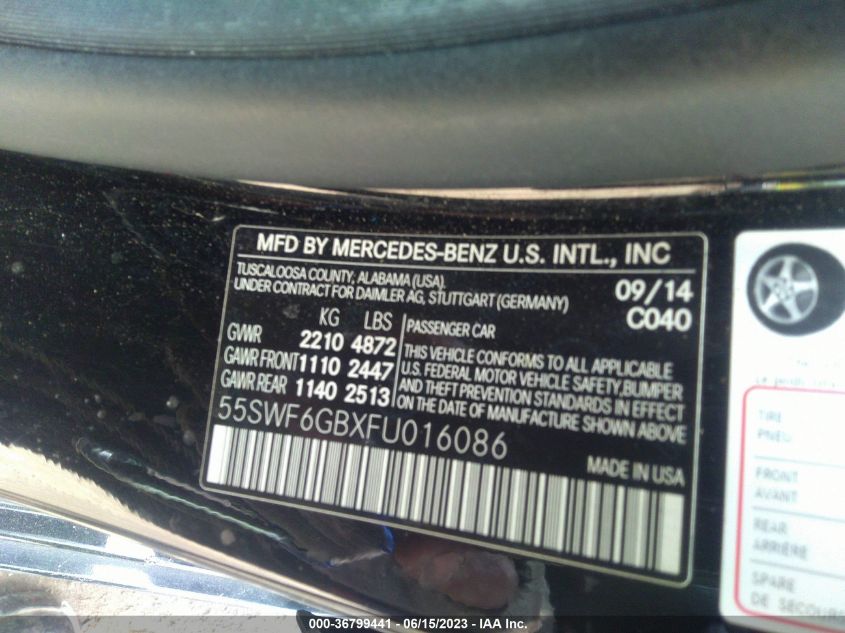 MFD BY MERCEDES-BENZ U.S. INTL., INC
TUSCALOOSA COUNTY, ALABAMA (USA).
UNDER CONTRACT FOR DAIMLER AG, STUTTGART (GERMANY)
09/14
C040
KG LBS
GVWR 2210 4872
GAWR FRONT 1110 2447
GAWR REAR 1140 2513
PASSENGER CAR
THIS VEHICLE CONFORMS TO ALL APPLICABLE
U.S. FEDERAL MOTOR VEHICLE SAFETY, BUMPER
AND THEFT PREVENTION STANDARDS IN EFFECT
ON THE DATE OF MANUFACTURE SHOWN ABOVE
55SWF6GBXFU016086
MADE IN USA
TIRE
PNEU
FRONT
AVANT
REAR
ARRIÈRE
SPARE
DE SECOURS
000-36799441 - 06/15/2023 - IAA Inc.